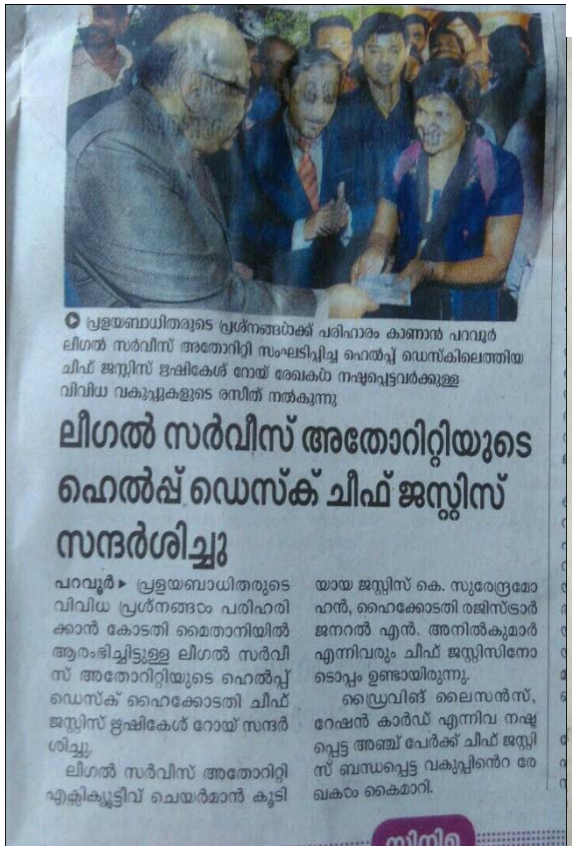 പ്രളയബാധിതരുടെ പ്രശ്നങ്ങൾക്ക് പരിഹാരം കാണാൻ പറവൂർ
ലീഗൽ സർവീസ് അതോറിറ്റി സംഘടിപ്പിച്ച ഹെൽപ്പ് ഡെസ്കിലെത്തിയ
ചീഫ് ജസ്റ്റിസ് ഋഷികേശ് റോയ് രേഖകൾ നഷ്ടപ്പെട്ടവർക്കുള്ള
വിവിധ വകുപ്പുകളുടെ രസീത് നൽകുന്നു
ലീഗൽ സർവീസ് അതോറിറ്റിയുടെ
ഹെൽപ്പ് ഡെസ്ക് ചീഫ് ജസ്റ്റിസ്
സന്ദർശിച്ചു
പറവൂർ ▸ പ്രളയബാധിതരുടെ
വിവിധ പ്രശ്നങ്ങൾ പരിഹരി
ക്കാൻ കോടതി മൈതാനിയിൽ
ആരംഭിച്ചിട്ടുള്ള ലീഗൽ സർവീ
സ് അതോറിറ്റിയുടെ ഹെൽപ്പ്
ഡെസ്ക് ഹൈക്കോടതി ചീഫ്
ജസ്റ്റിസ് ഋഷികേശ് റോയ് സന്ദർ
ശിച്ചു.
ലീഗൽ സർവീസ് അതോറിറ്റി
എക്സിക്യൂട്ടീവ് ചെയർമാൻ കൂടി
യായ ജസ്റ്റിസ് കെ. സുരേന്ദ്രമോ
ഹൻ, ഹൈക്കോടതി രജിസ്ട്രാർ
ജനറൽ എൻ. അനിൽകുമാർ
എന്നിവരും ചീഫ് ജസ്റ്റിസിനോ
ടൊപ്പം ഉണ്ടായിരുന്നു.
ഡ്രൈവിങ് ലൈസൻസ്,
റേഷൻ കാർഡ് എന്നിവ നഷ്ട
പ്പെട്ട അഞ്ച് പേർക്ക് ചീഫ് ജസ്റ്റി
സ് ബന്ധപ്പെട്ട വകുപ്പിൻെറ രേ
ഖകൾ കൈമാറി.
സിനിമ